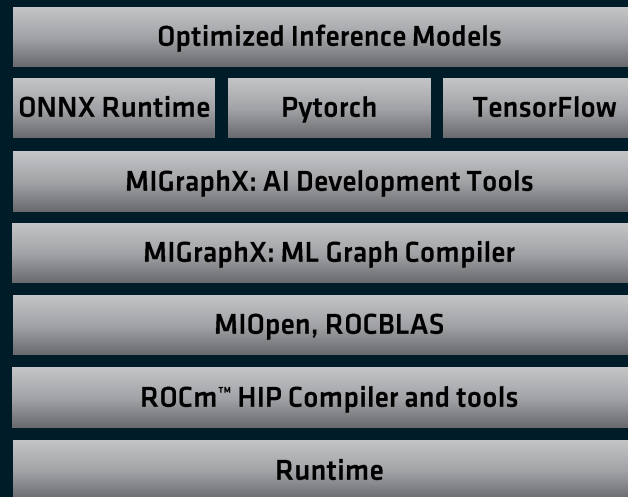 Optimized Inference Models
ONNX Runtime Pytorch TensorFlow
MIGraphX: AI Development Tools
MIGraphX: ML Graph Compiler
MIOpen, ROCBLAS
ROCm™ HIP Compiler and tools
Runtime